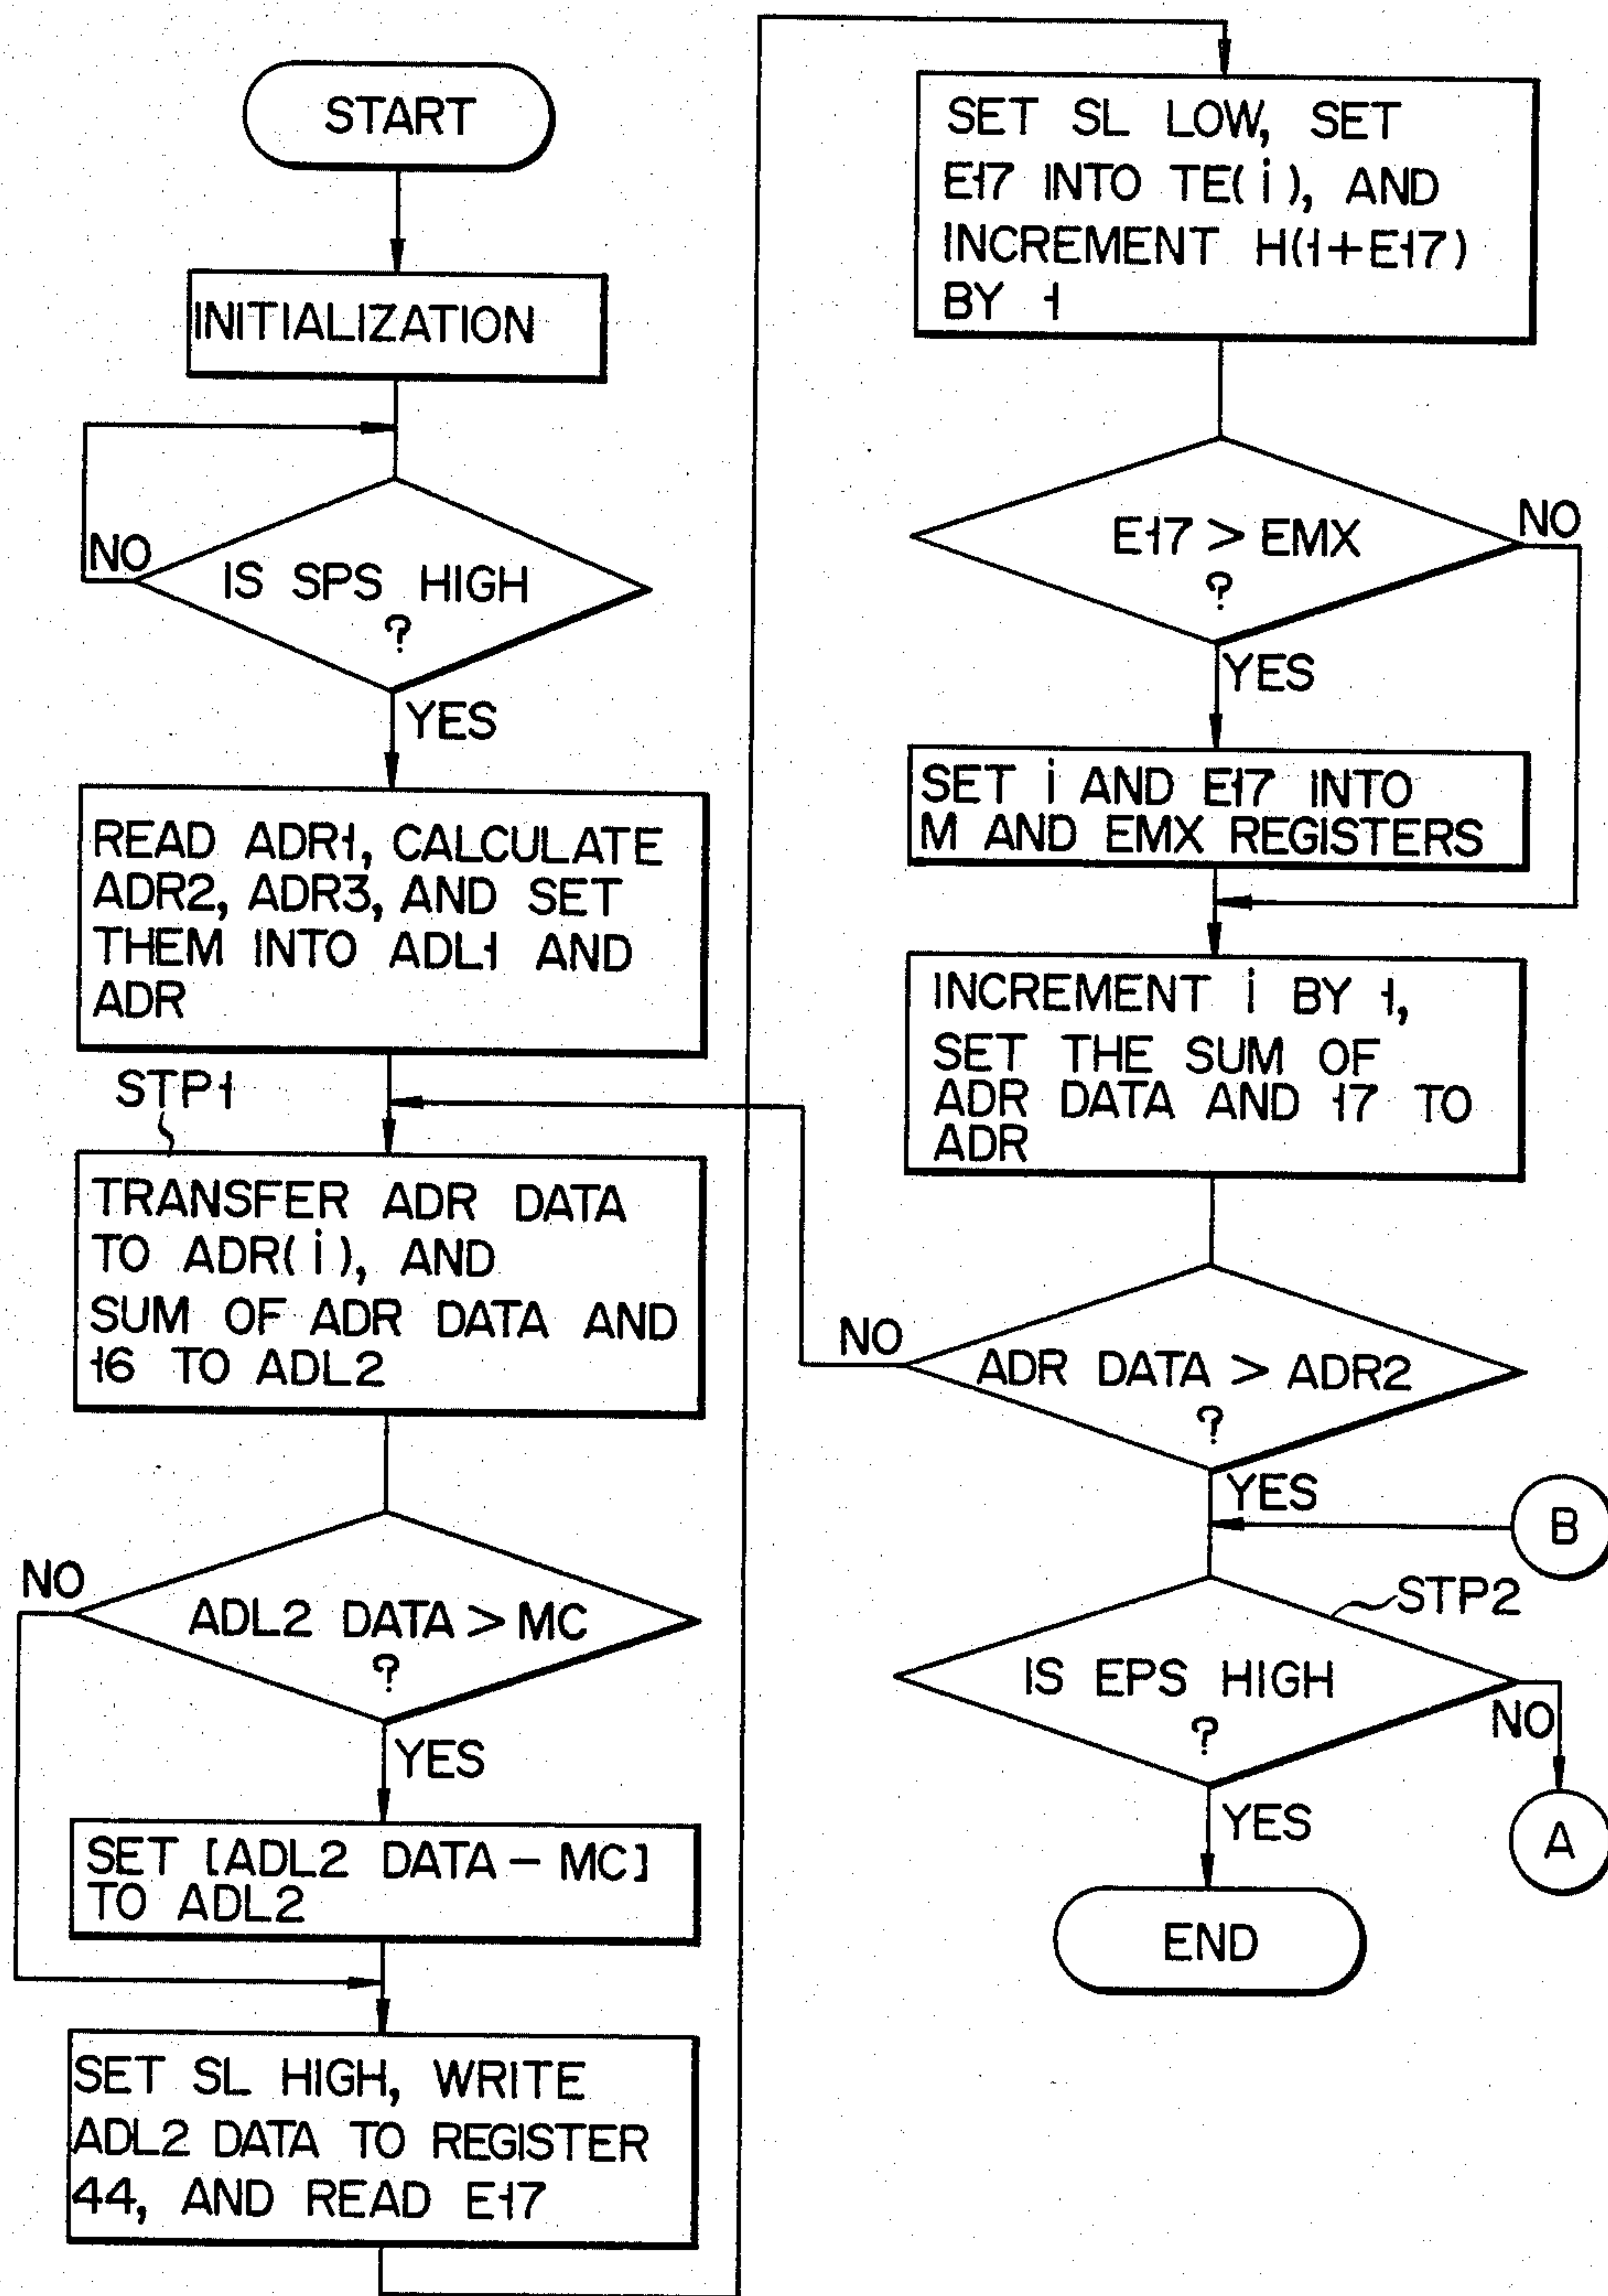 START
INITIALIZATION
NO
IS SPS HIGH
?
YES
READ ADR1, CALCULATE
ADR2, ADR3, AND SET
THEM INTO ADL1 AND
ADR
STP1
TRANSFER ADR DATA
TO ADR(i), AND
SUM OF ADR DATA AND
16 TO ADL2
NO
ADL2 DATA > MC
?
YES
SET [ADL2 DATA - MC]
TO ADL2
SET SL HIGH, WRITE
ADL2 DATA TO REGISTER
44, AND READ E17
SET SL LOW, SET
E17 INTO TE(i), AND
INCREMENT H(1+E17)
BY 1
E17 > EMX
?
NO
YES
SET i AND E17 INTO
M AND EMX REGISTERS
INCREMENT i BY 1,
SET THE SUM OF
ADR DATA AND 17 TO
ADR
NO
ADR DATA > ADR2
?
YES
B
STP2
IS EPS HIGH
?
NO
YES
A
END